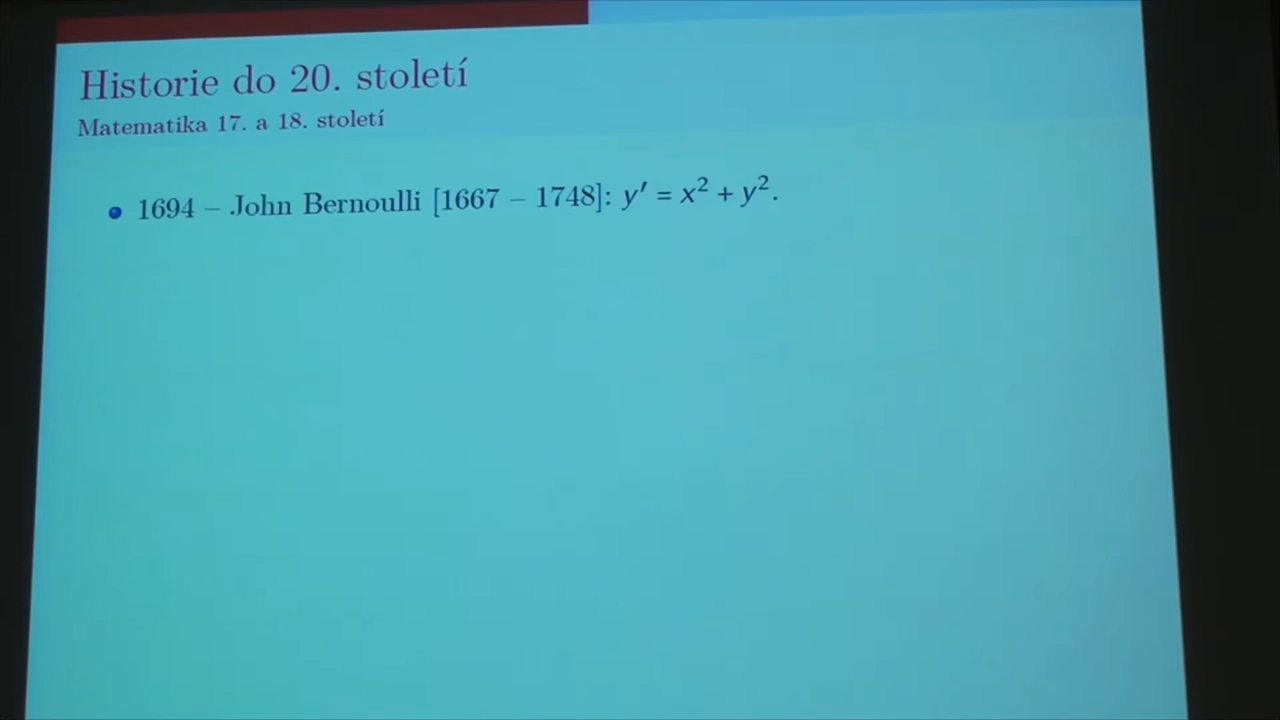 Historie do 20. století
Matematika 17. a 18. století
1694 – John Bernoulli [1667 – 1748]: y′ = x² + y².